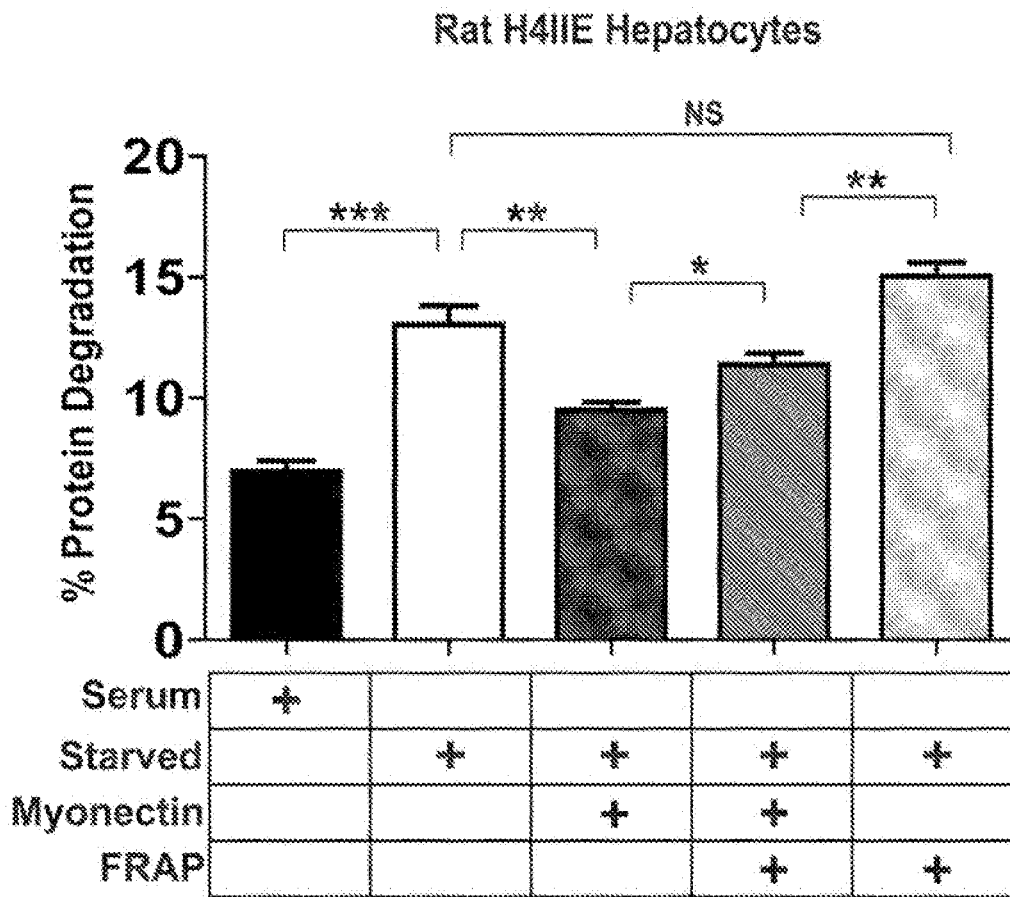 Rat H4IIE Hepatocytes
NS
20
***
**
**
15
*
10
5
0
% Protein Degradation
Serum +
Starved + + + +
Myonectin + +
FRAP + +